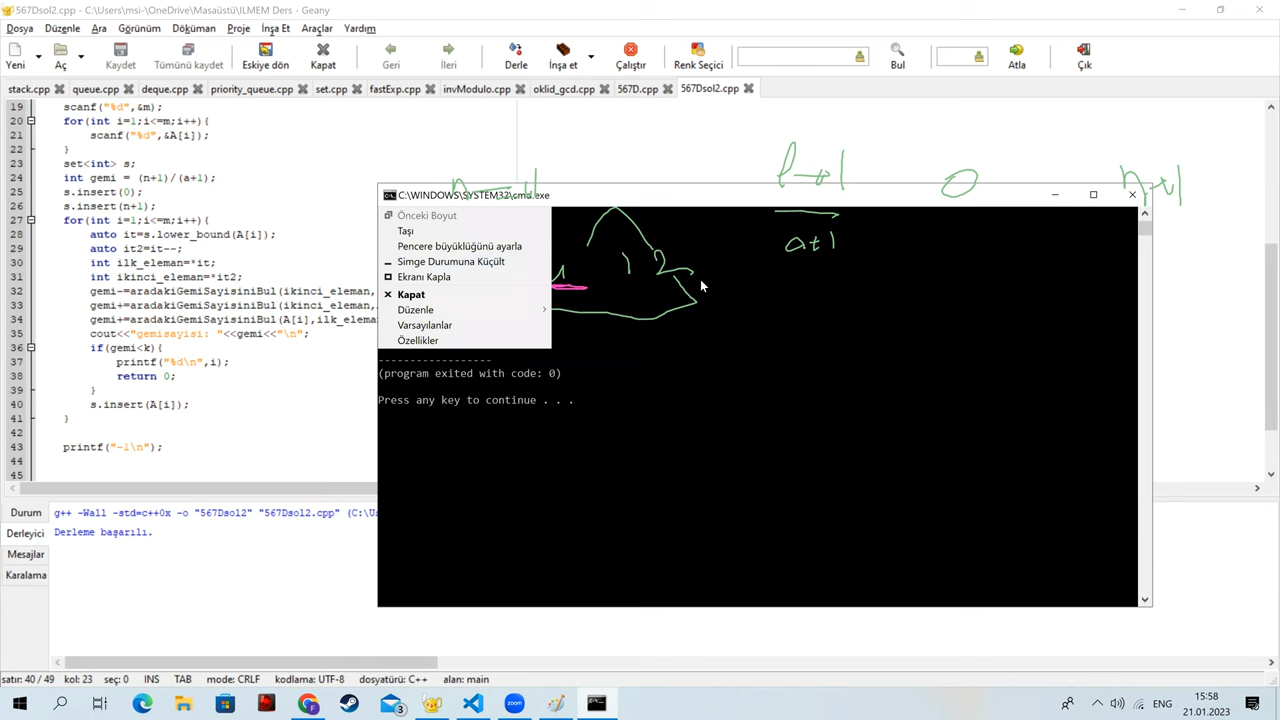 567Dsol2.cpp - C:\Users\msi-\OneDrive\Masaüstü\ILMEM Ders - Geany
Dosya Düzenle Ara Görünüm Döküman Proje İnşa Et Araçlar Yardım
Yeni Aç Kaydet Tümünü kaydet Eskiye dön Kapat Geri İleri Derle İnşa et Çalıştır Renk Seçici Bul Atla Çık
stack.cpp queue.cpp deque.cpp priority_queue.cpp set.cpp fastExp.cpp invModulo.cpp oklid_gcd.cpp 567D.cpp 567Dsol2.cpp
19 scanf("%d",&m);
20 for(int i=1;i<=m;i++){
21 scanf("%d",&A[i]);
22 }
23 set<int> s;
24 int gemi = (n+1)/(a+1);
25 s.insert(0);
26 s.insert(n+1);
27 for(int i=1;i<=m;i++){
28 auto it=s.lower_bound(A[i]);
29 auto it2=it--;
30 int ilk_eleman=*it;
31 int ikinci_eleman=*it2;
32 gemi-=aradakiGemiSayisiniBul(ikinci_eleman,
33 gemi+=aradakiGemiSayisiniBul(ikinci_eleman,
34 gemi+=aradakiGemiSayisiniBul(A[i],ilk_elem
35 cout<<"gemisayisi: "<<gemi<<"\n";
36 if(gemi<k){
37 printf("%d\n",i);
38 return 0;
39 }
40 s.insert(A[i]);
41 }
42
43 printf("-1\n");
44
45
C:\WINDOWS\SYSTEM32\cmd.exe
Önceki Boyut
Taşı
Pencere büyüklüğünü ayarla
Simge Durumuna Küçült
Ekranı Kapla
Kapat
Düzenle
Varsayılanlar
Özellikler
1 2
a+1
0
n+1
------------------
(program exited with code: 0)
Press any key to continue . . .
Durum
Derleyici
Mesajlar
Karalama
g++ -Wall -std=c++0x -o "567Dsol2" "567Dsol2.cpp" (C:\Us
Derleme başarılı.
satır: 40 / 49 kol: 23 seç: 0 INS TAB mode: CRLF kodlama: UTF-8 dosyatürü: C++ alan: main
3 zoom ENG 15:58
21.01.2023